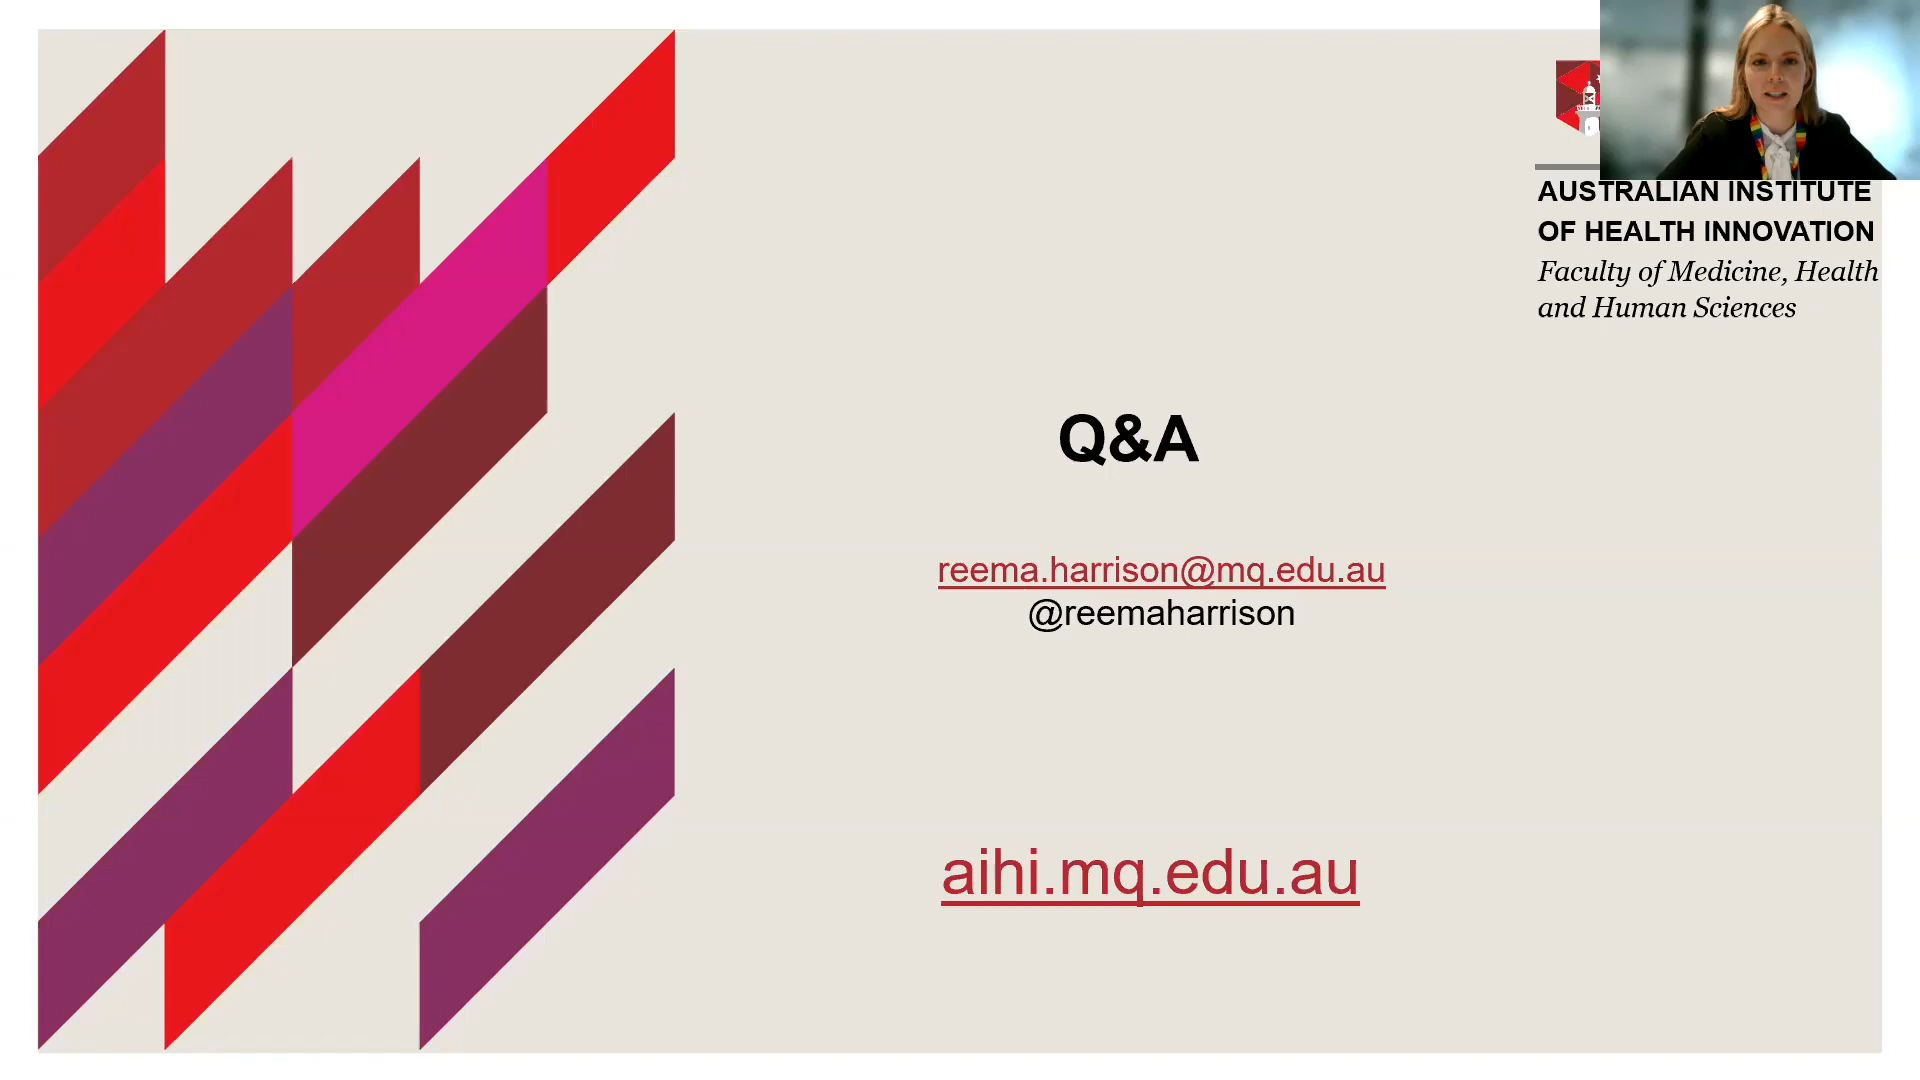 AUSTRALIAN INSTITUTE
OF HEALTH INNOVATION
Faculty of Medicine, Health
and Human Sciences
Q&A
reema.harrison@mq.edu.au
@reemaharrison
aihi.mq.edu.au